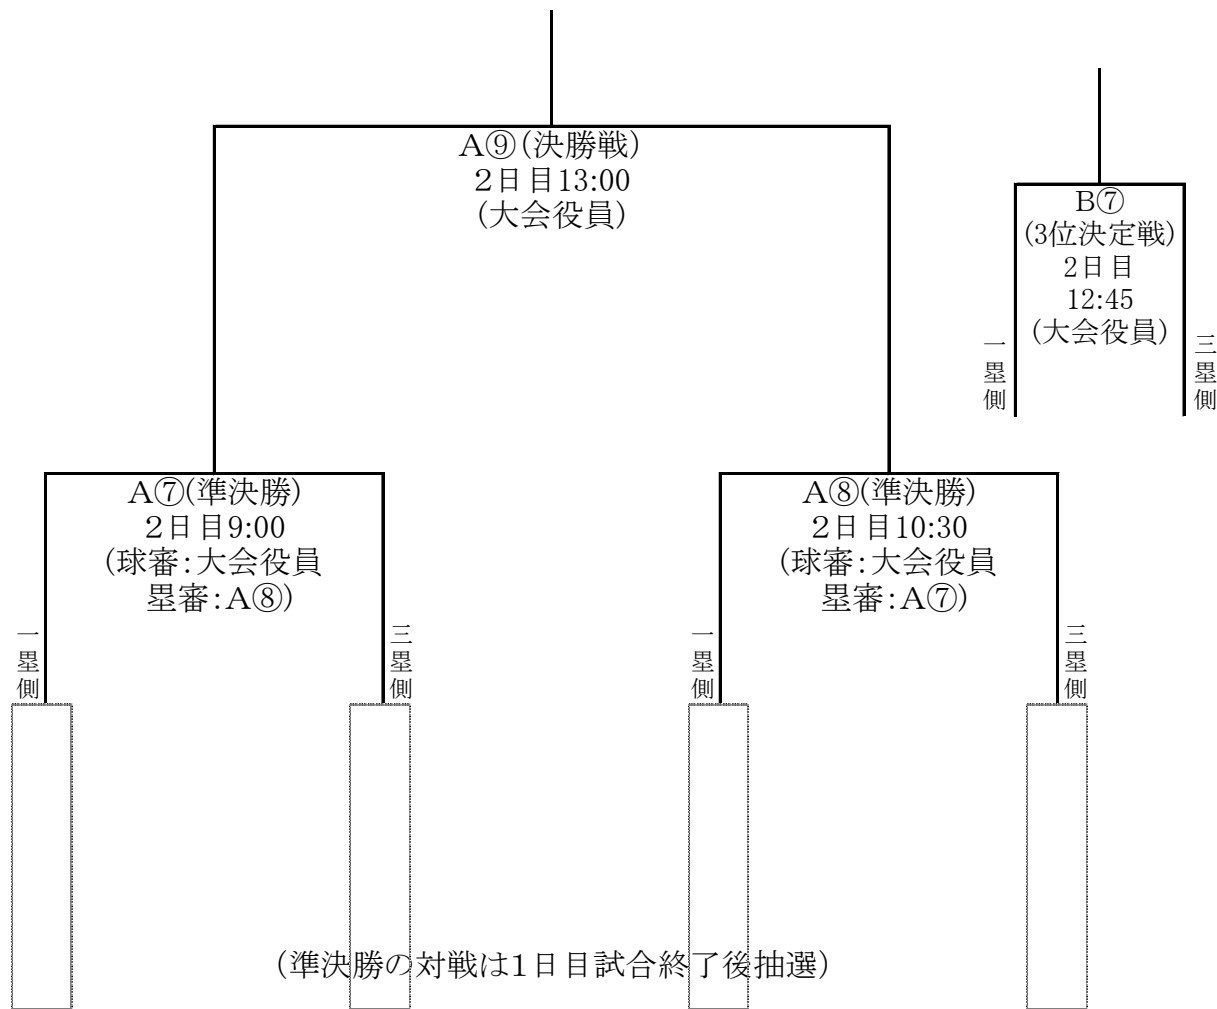 A⑨(決勝戦)
2日目13:00
(大会役員)
B⑦
(3位決定戦)
2日目
12:45
(大会役員)
一塁側
三塁側
A⑦(準決勝)
2日目9:00
(球審:大会役員
塁審:A⑧)
一塁側
三塁側
A⑧(準決勝)
2日目10:30
(球審:大会役員
塁審:A⑦)
一塁側
三塁側
(準決勝の対戦は1日目試合終了後抽選)